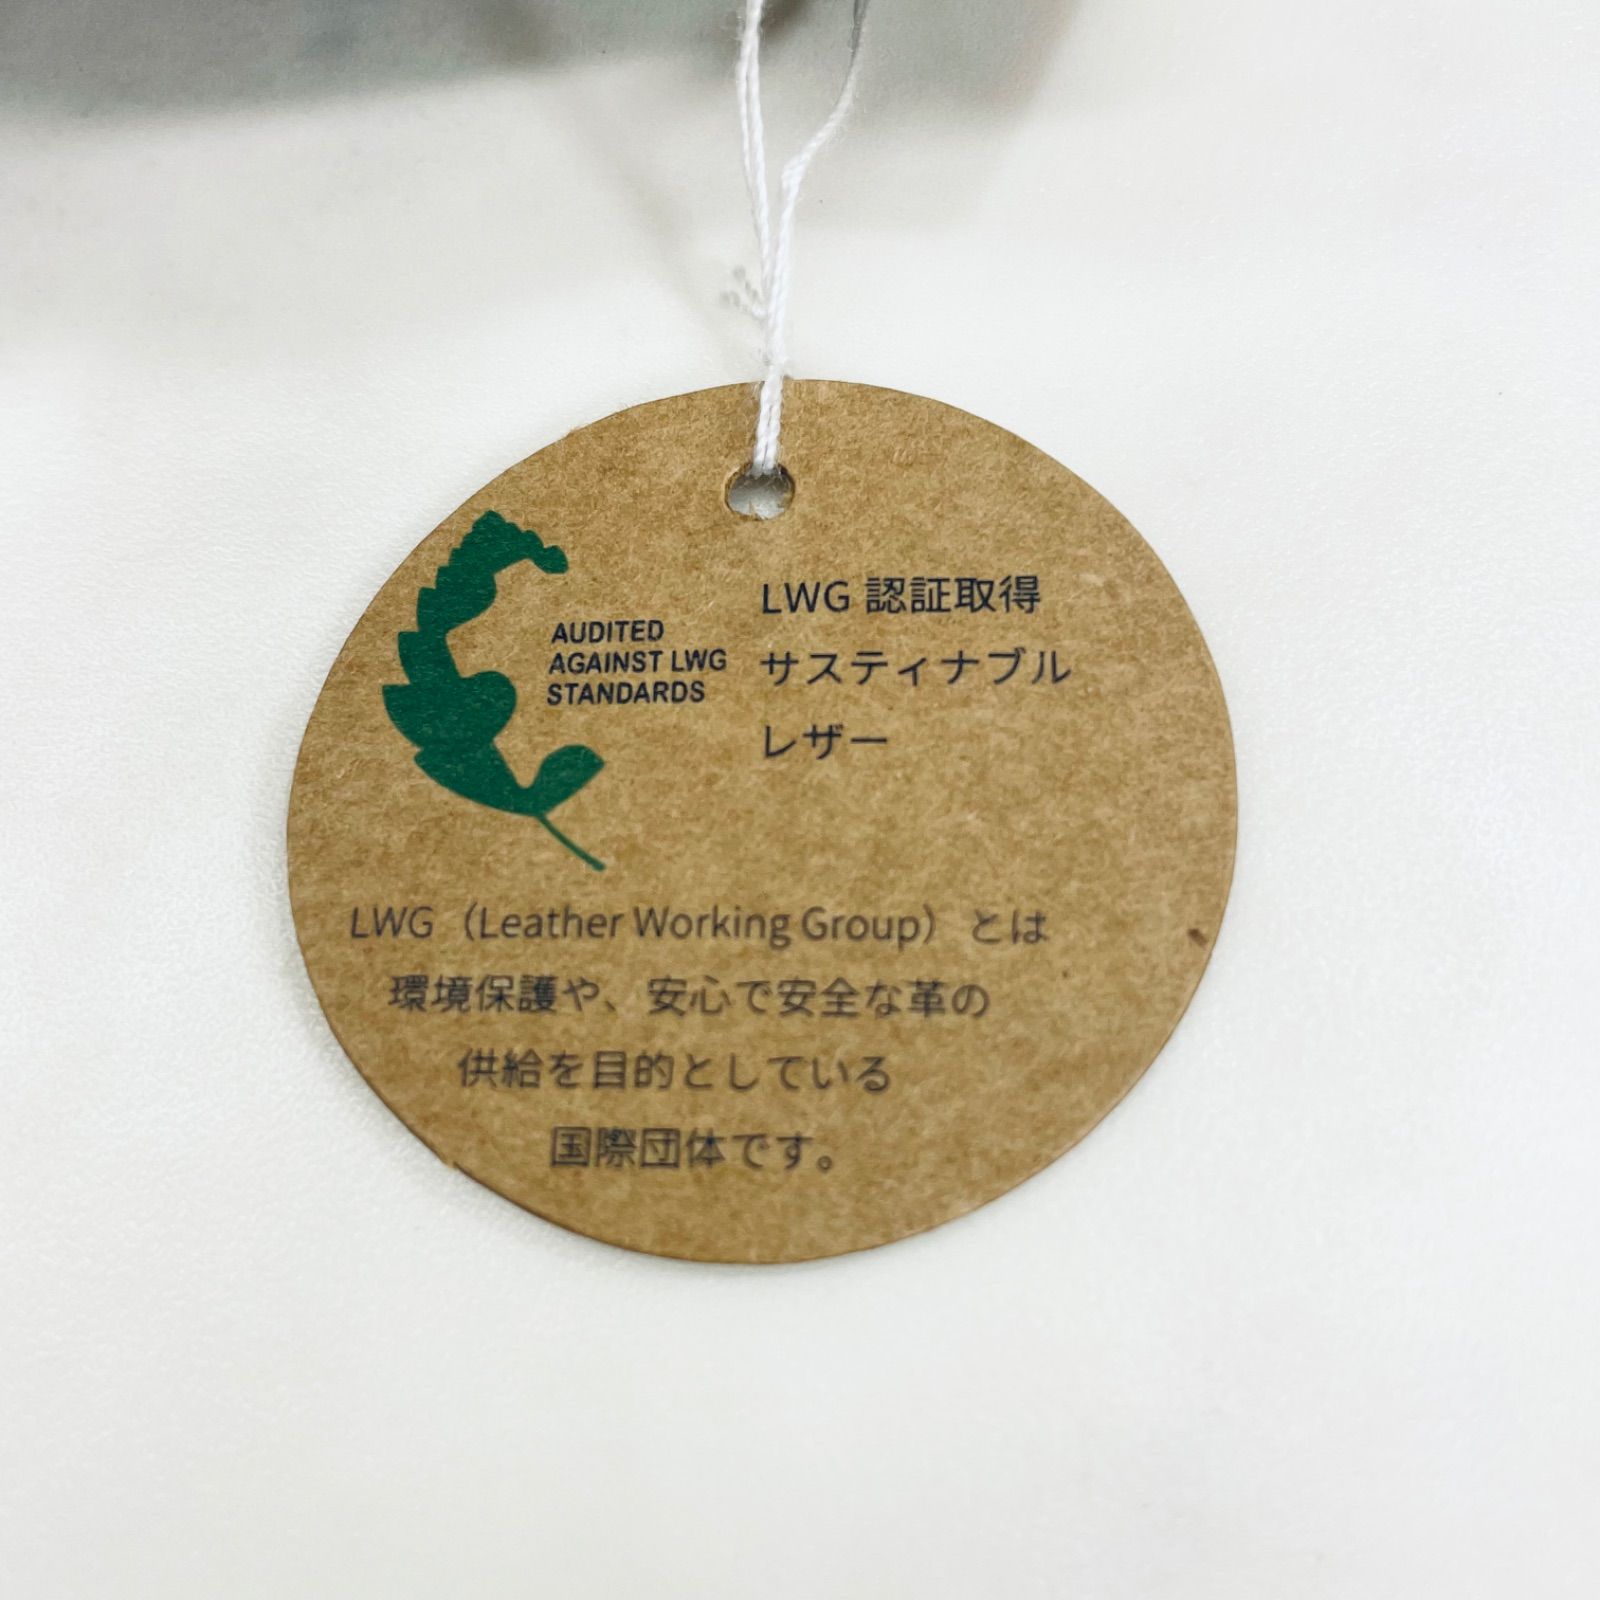 AUDITED
AGAINST LWG
STANDARDS
LWG 認証取得
サスティナブル
レザー
LWG（Leather Working Group）とは
環境保護や、安心で安全な革の
供給を目的としている
国際団体です。